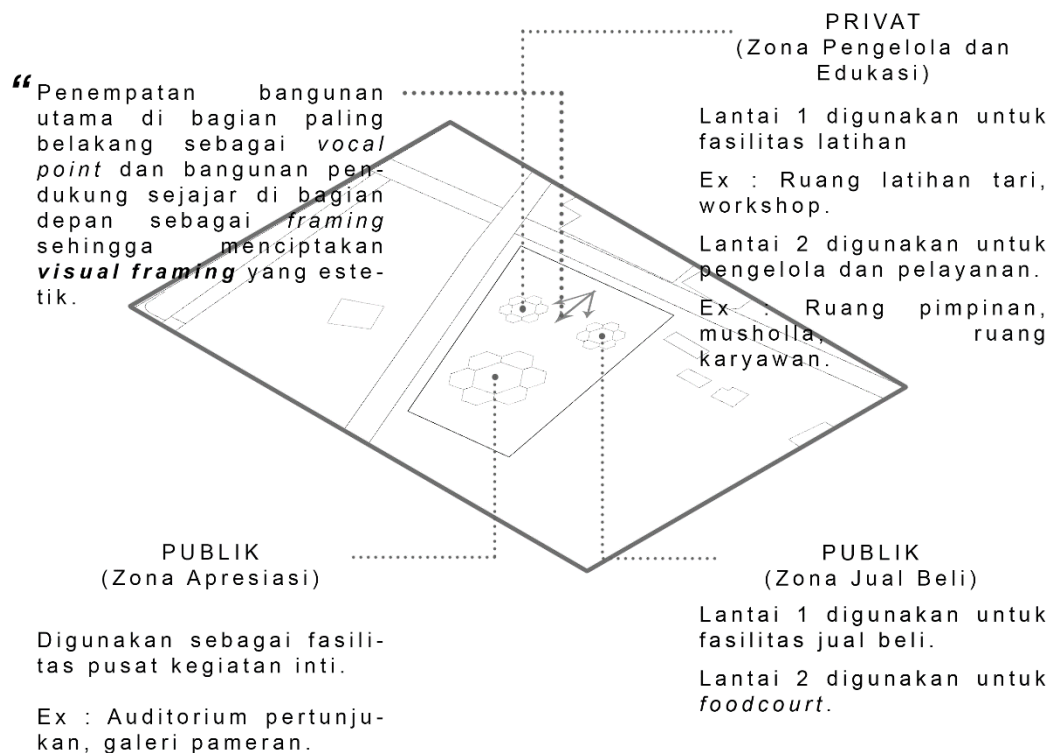 PRIVAT
(Zona Pengelola dan
Edukasi)
Lantai 1 digunakan untuk
fasilitas latihan
Ex : Ruang latihan tari,
workshop.
Lantai 2 digunakan untuk
pengelola dan pelayanan.
Ex : Ruang pimpinan,
musholla, ruang
karyawan.
“Penempatan bangunan
utama di bagian paling
belakang sebagai vocal
point dan bangunan pen-
dukung sejajar di bagian
depan sebagai framing
sehingga menciptakan
visual framing yang este-
tik.
PUBLIK
(Zona Apresiasi)
Digunakan sebagai fasili-
tas pusat kegiatan inti.
Ex : Auditorium pertunju-
kan, galeri pameran.
PUBLIK
(Zona Jual Beli)
Lantai 1 digunakan untuk
fasilitas jual beli.
Lantai 2 digunakan untuk
foodcourt.